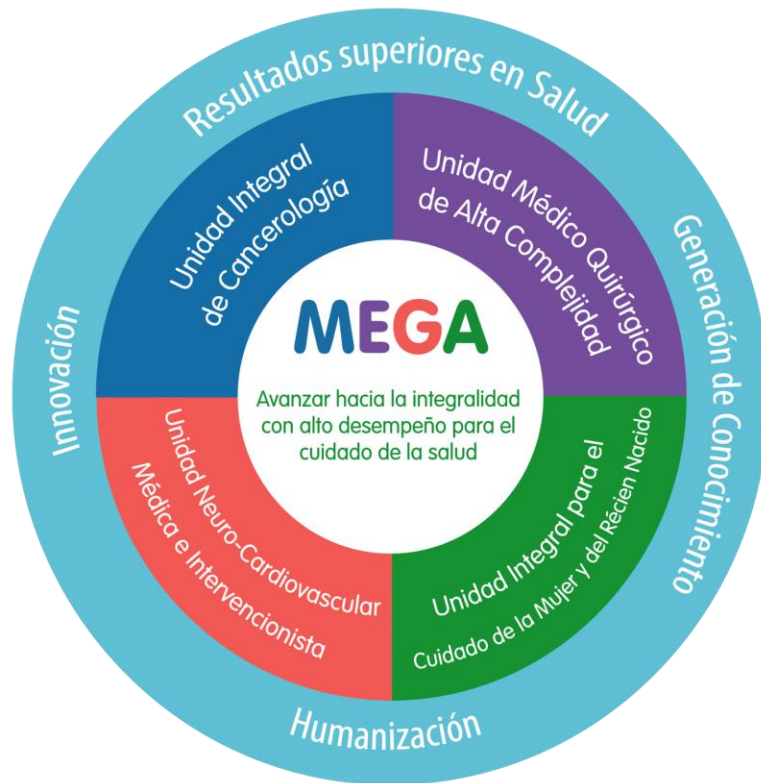 Resultados superiores en Salud
Generación de Conocimiento
Humanización
Innovación
Unidad Integral
de Cancerología
Unidad Médico Quirúrgico
de Alta Complejidad
Unidad Neuro-Cardiovascular
Médica e Intervencionista
Unidad Integral para el
Cuidado de la Mujer y del Récien Nacido
MEGA
Avanzar hacia la integralidad
con alto desempeño para el
cuidado de la salud